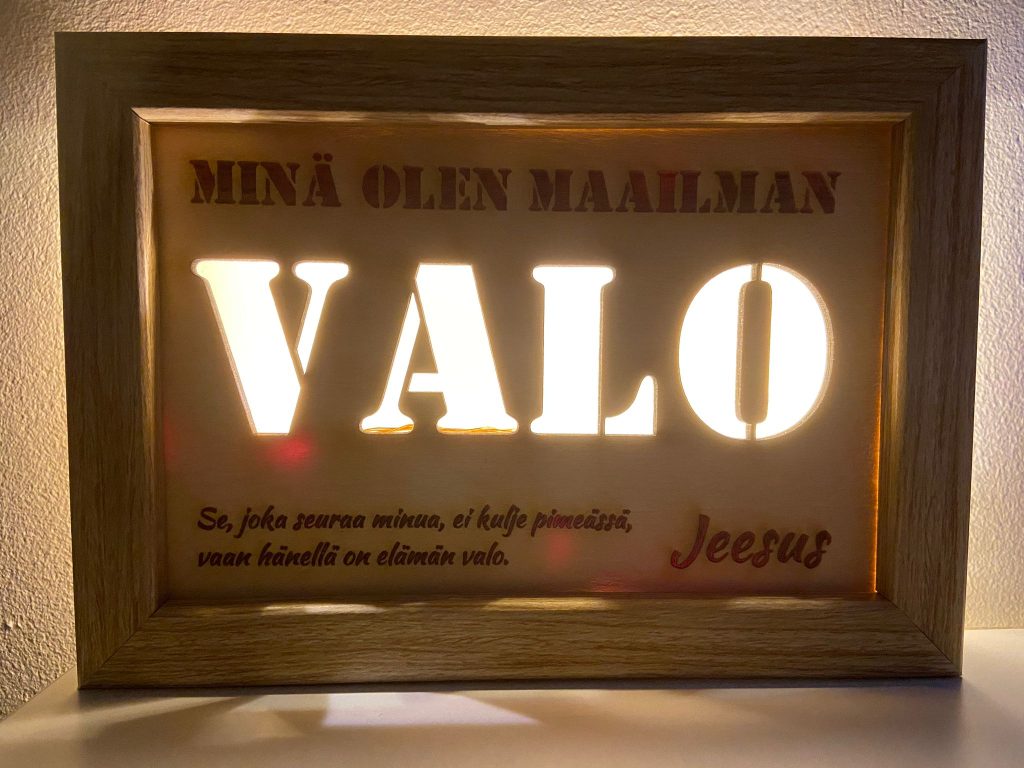 MINÄ OLEN MAAILMAN
VALO
Se, joka seuraa minua, ei kulje pimeässä,
vaan hänellä on elämän valo.
Jeesus